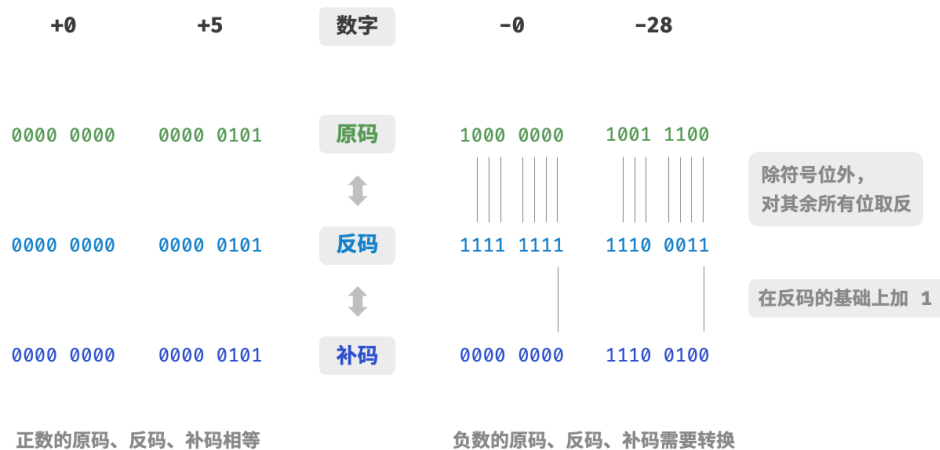 +0 +5 数字 -0 -28
0000 0000 0000 0101 原码 1000 0000 1001 1100
除符号位外，
对其余所有位取反
0000 0000 0000 0101 反码 1111 1111 1110 0011
在反码的基础上加 1
0000 0000 0000 0101 补码 0000 0000 1110 0100
正数的原码、反码、补码相等 负数的原码、反码、补码需要转换